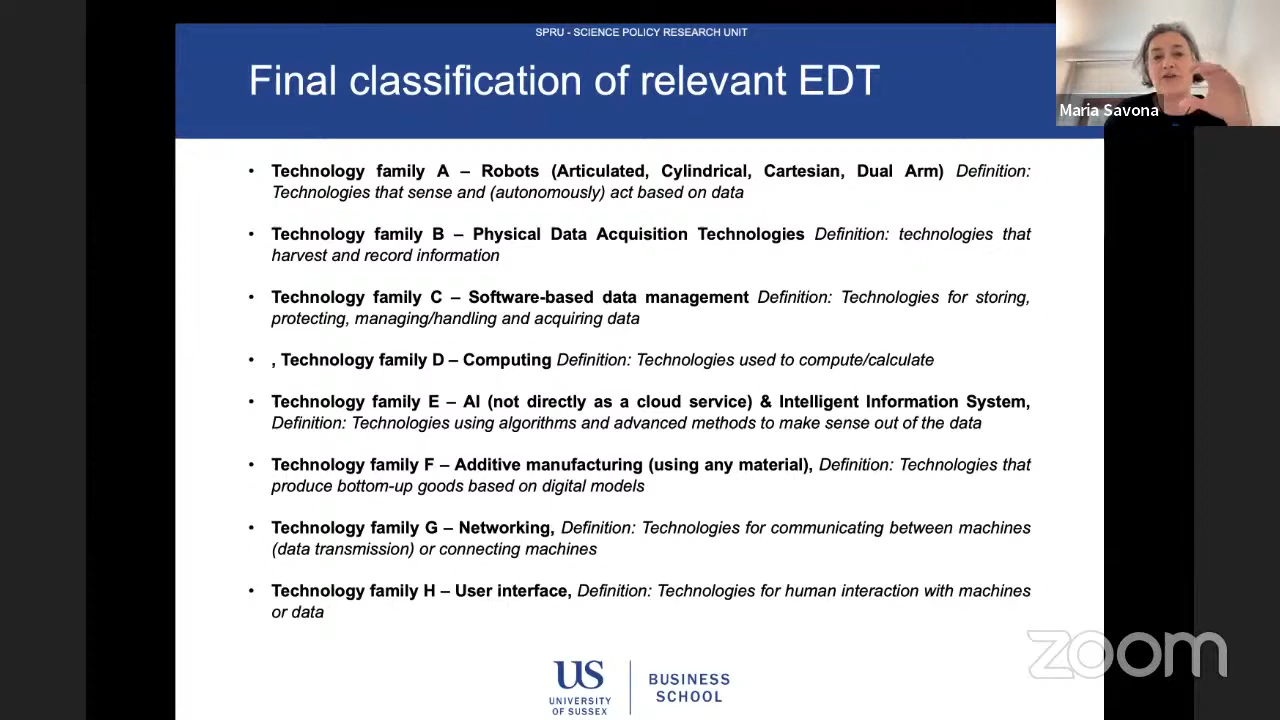 SPRU - SCIENCE POLICY RESEARCH UNIT
Final classification of relevant EDT
Maria Savona
• Technology family A – Robots (Articulated, Cylindrical, Cartesian, Dual Arm) Definition:
Technologies that sense and (autonomously) act based on data
• Technology family B – Physical Data Acquisition Technologies Definition: technologies that
harvest and record information
• Technology family C – Software-based data management Definition: Technologies for storing,
protecting, managing/handling and acquiring data
• , Technology family D – Computing Definition: Technologies used to compute/calculate
• Technology family E – AI (not directly as a cloud service) & Intelligent Information System,
Definition: Technologies using algorithms and advanced methods to make sense out of the data
• Technology family F – Additive manufacturing (using any material), Definition: Technologies that
produce bottom-up goods based on digital models
• Technology family G – Networking, Definition: Technologies for communicating between machines
(data transmission) or connecting machines
• Technology family H – User interface, Definition: Technologies for human interaction with machines
or data
zoom
US
UNIVERSITY
OF SUSSEX
BUSINESS
SCHOOL